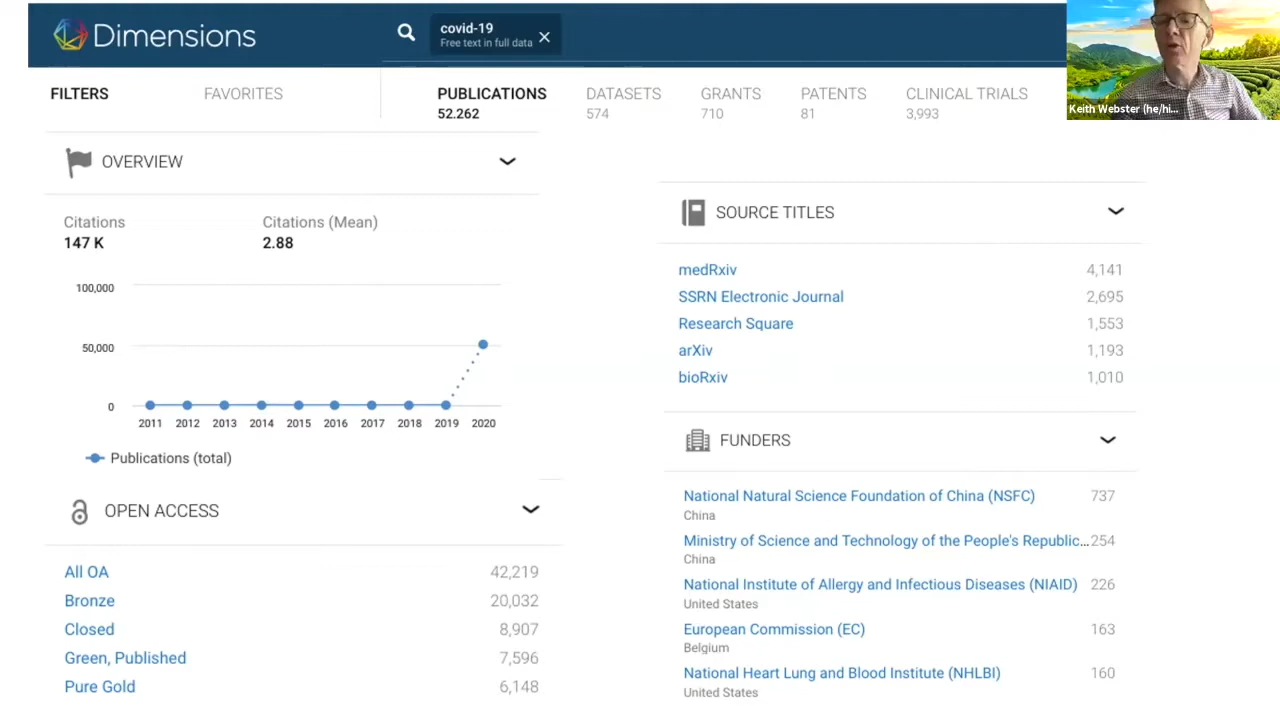 Dimensions
covid-19
Free text in full data
Keith Webster (he/hi...
FILTERS
FAVORITES
PUBLICATIONS
52.262
DATASETS
574
GRANTS
710
PATENTS
81
CLINICAL TRIALS
3,993
OVERVIEW
Citations
147 K
Citations (Mean)
2.88
100,000
50,000
0
2011 2012 2013 2014 2015 2016 2017 2018 2019 2020
Publications (total)
OPEN ACCESS
All OA 42,219
Bronze 20,032
Closed 8,907
Green, Published 7,596
Pure Gold 6,148
SOURCE TITLES
medRxiv 4,141
SSRN Electronic Journal 2,695
Research Square 1,553
arXiv 1,193
bioRxiv 1,010
FUNDERS
National Natural Science Foundation of China (NSFC) 737
China
Ministry of Science and Technology of the People's Republic... 254
China
National Institute of Allergy and Infectious Diseases (NIAID) 226
United States
European Commission (EC) 163
Belgium
National Heart Lung and Blood Institute (NHLBI) 160
United States